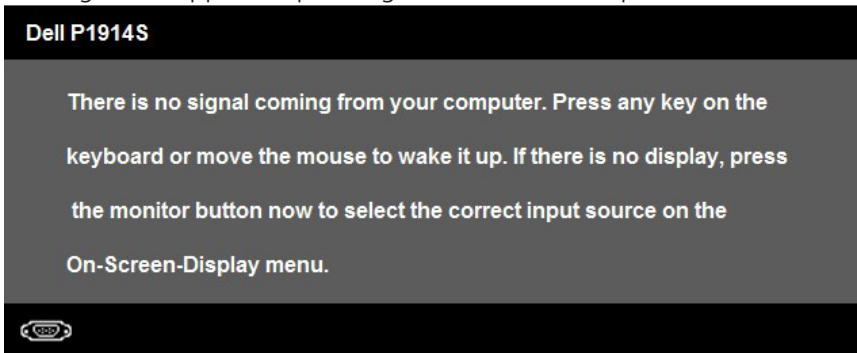 Dell P1914S
There is no signal coming from your computer. Press any key on the
keyboard or move the mouse to wake it up. If there is no display, press
the monitor button now to select the correct input source on the
On-Screen-Display menu.